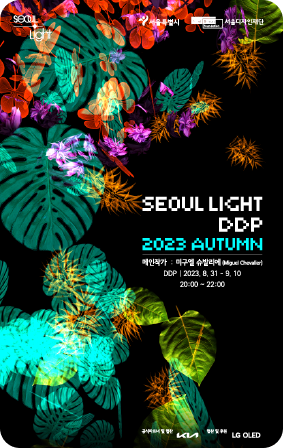 SEOUL
Light
서울특별시
서울디자인재단
SEOUL LIGHT
DDP
2023 AUTUMN
메인작가 : 미구엘 슈발리에 (Miguel Chevalier)
DDP | 2023. 8. 31 - 9. 10
20:00 ~ 22:00
KIA
LG OLED